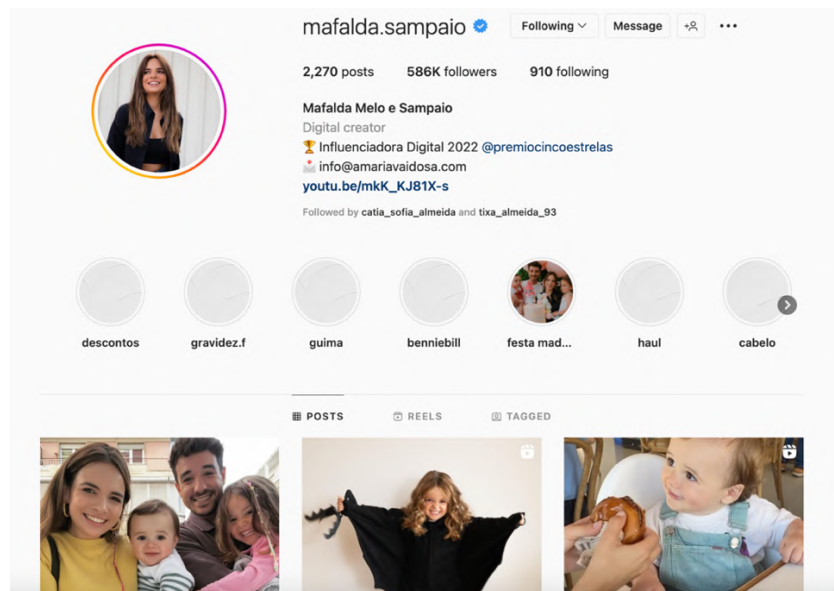 mafalda.sampaio Following Message
2,270 posts 586K followers 910 following
Mafalda Melo e Sampaio
Digital creator
🏆 Influenciadora Digital 2022 @premiocincoestrelas
📩 info@amariavaidosa.com
youtu.be/mkK_KJ81X-s
Followed by catia_sofia_almeida and tixa_almeida_93
descontos gravidez.f guima benniebill festa mad... haul cabelo
POSTS REELS TAGGED